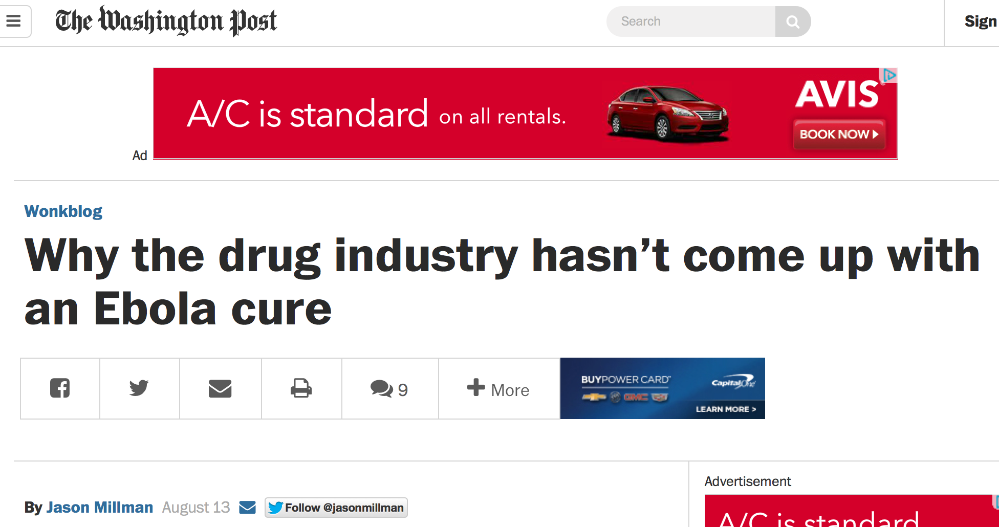 The Washington Post
Search
Sign
A/C is standard on all rentals.
AVIS
BOOK NOW
Ad
Wonkblog
Why the drug industry hasn’t come up with
an Ebola cure
9
More
BUYPOWER CARD
Capital One
GMC
LEARN MORE >
By Jason Millman August 13
Follow @jasonmillman
Advertisement
A/C is standard